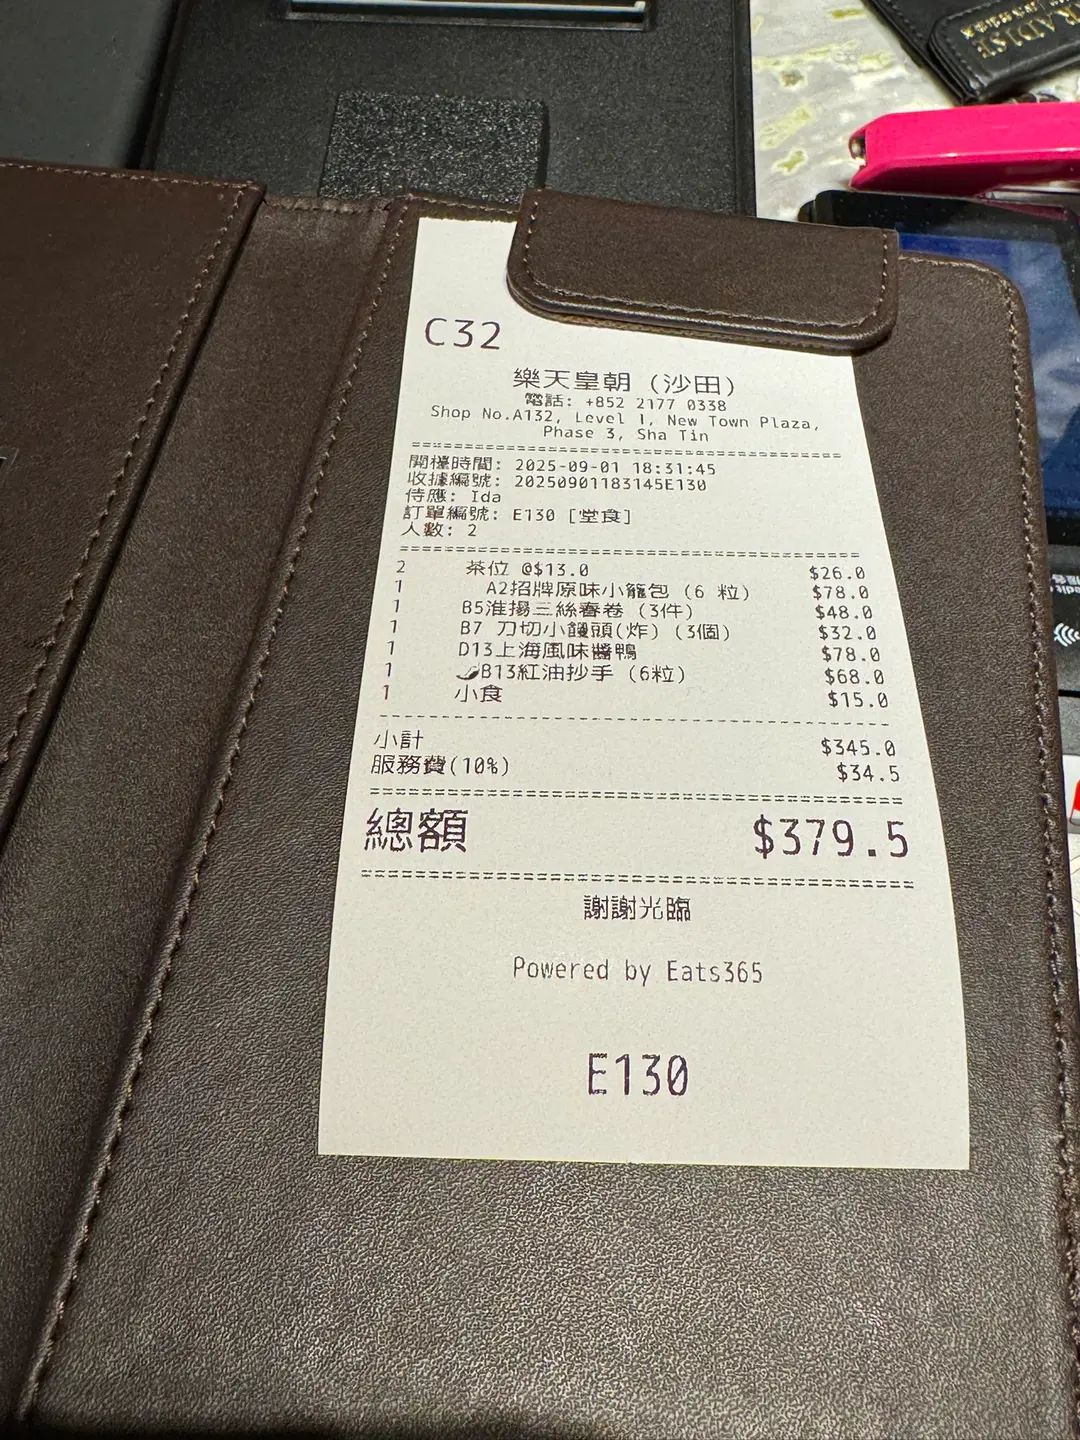 RADISE
C32
樂天皇朝 (沙田)
電話: +852 2177 0338
Shop No.A132, Level 1, New Town Plaza,
Phase 3, Sha Tin
開檯時間: 2025-09-01 18:31:45
收據編號: 20250901183145E130
侍應: Ida
訂單編號: E130 [堂食]
人數: 2
2 茶位 @$13.0 $26.0
1 A2招牌原味小籠包 (6 粒) $78.0
1 B5淮揚三絲春卷 (3件) $48.0
1 B7 刀切小饅頭(炸) (3個) $32.0
1 D13上海風味醬鴨 $78.0
1 🌶B13紅油抄手 (6粒) $68.0
1 小食 $15.0
小計 $345.0
服務費(10%) $34.5
總額 $379.5
謝謝光臨
Powered by Eats365
E130